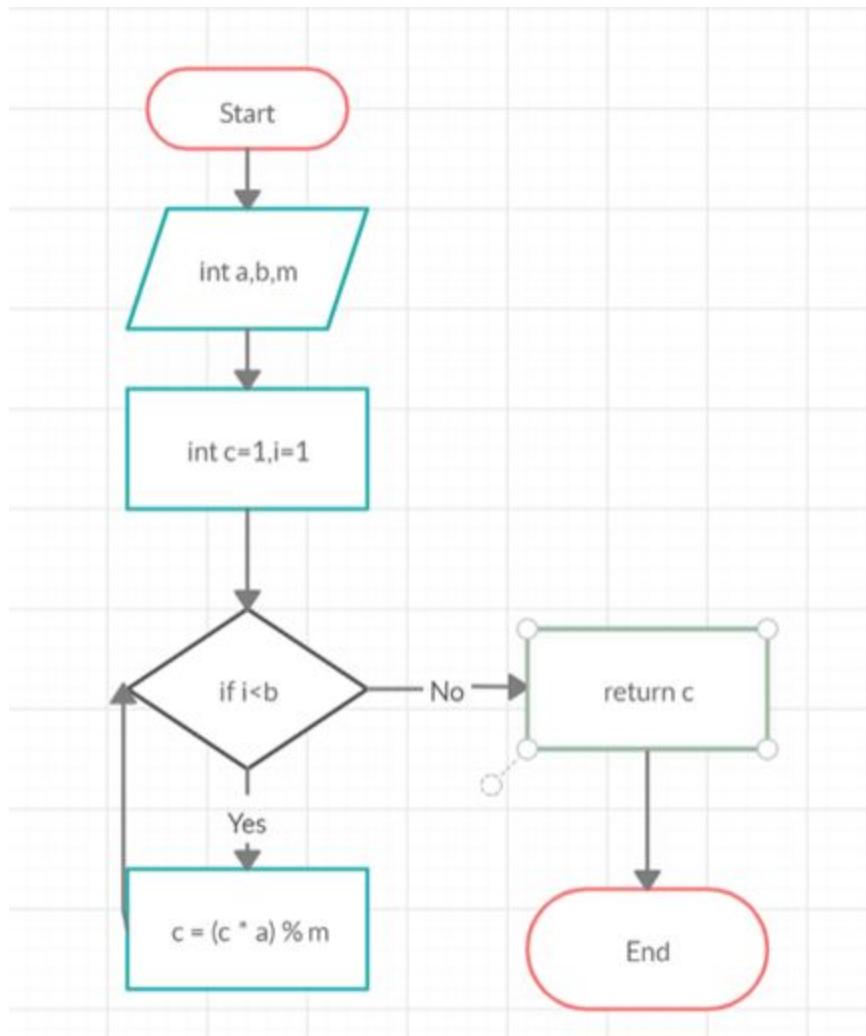 Start
int a,b,m
int c=1,i=1
if i<b
No
return c
Yes
c = (c * a) % m
End